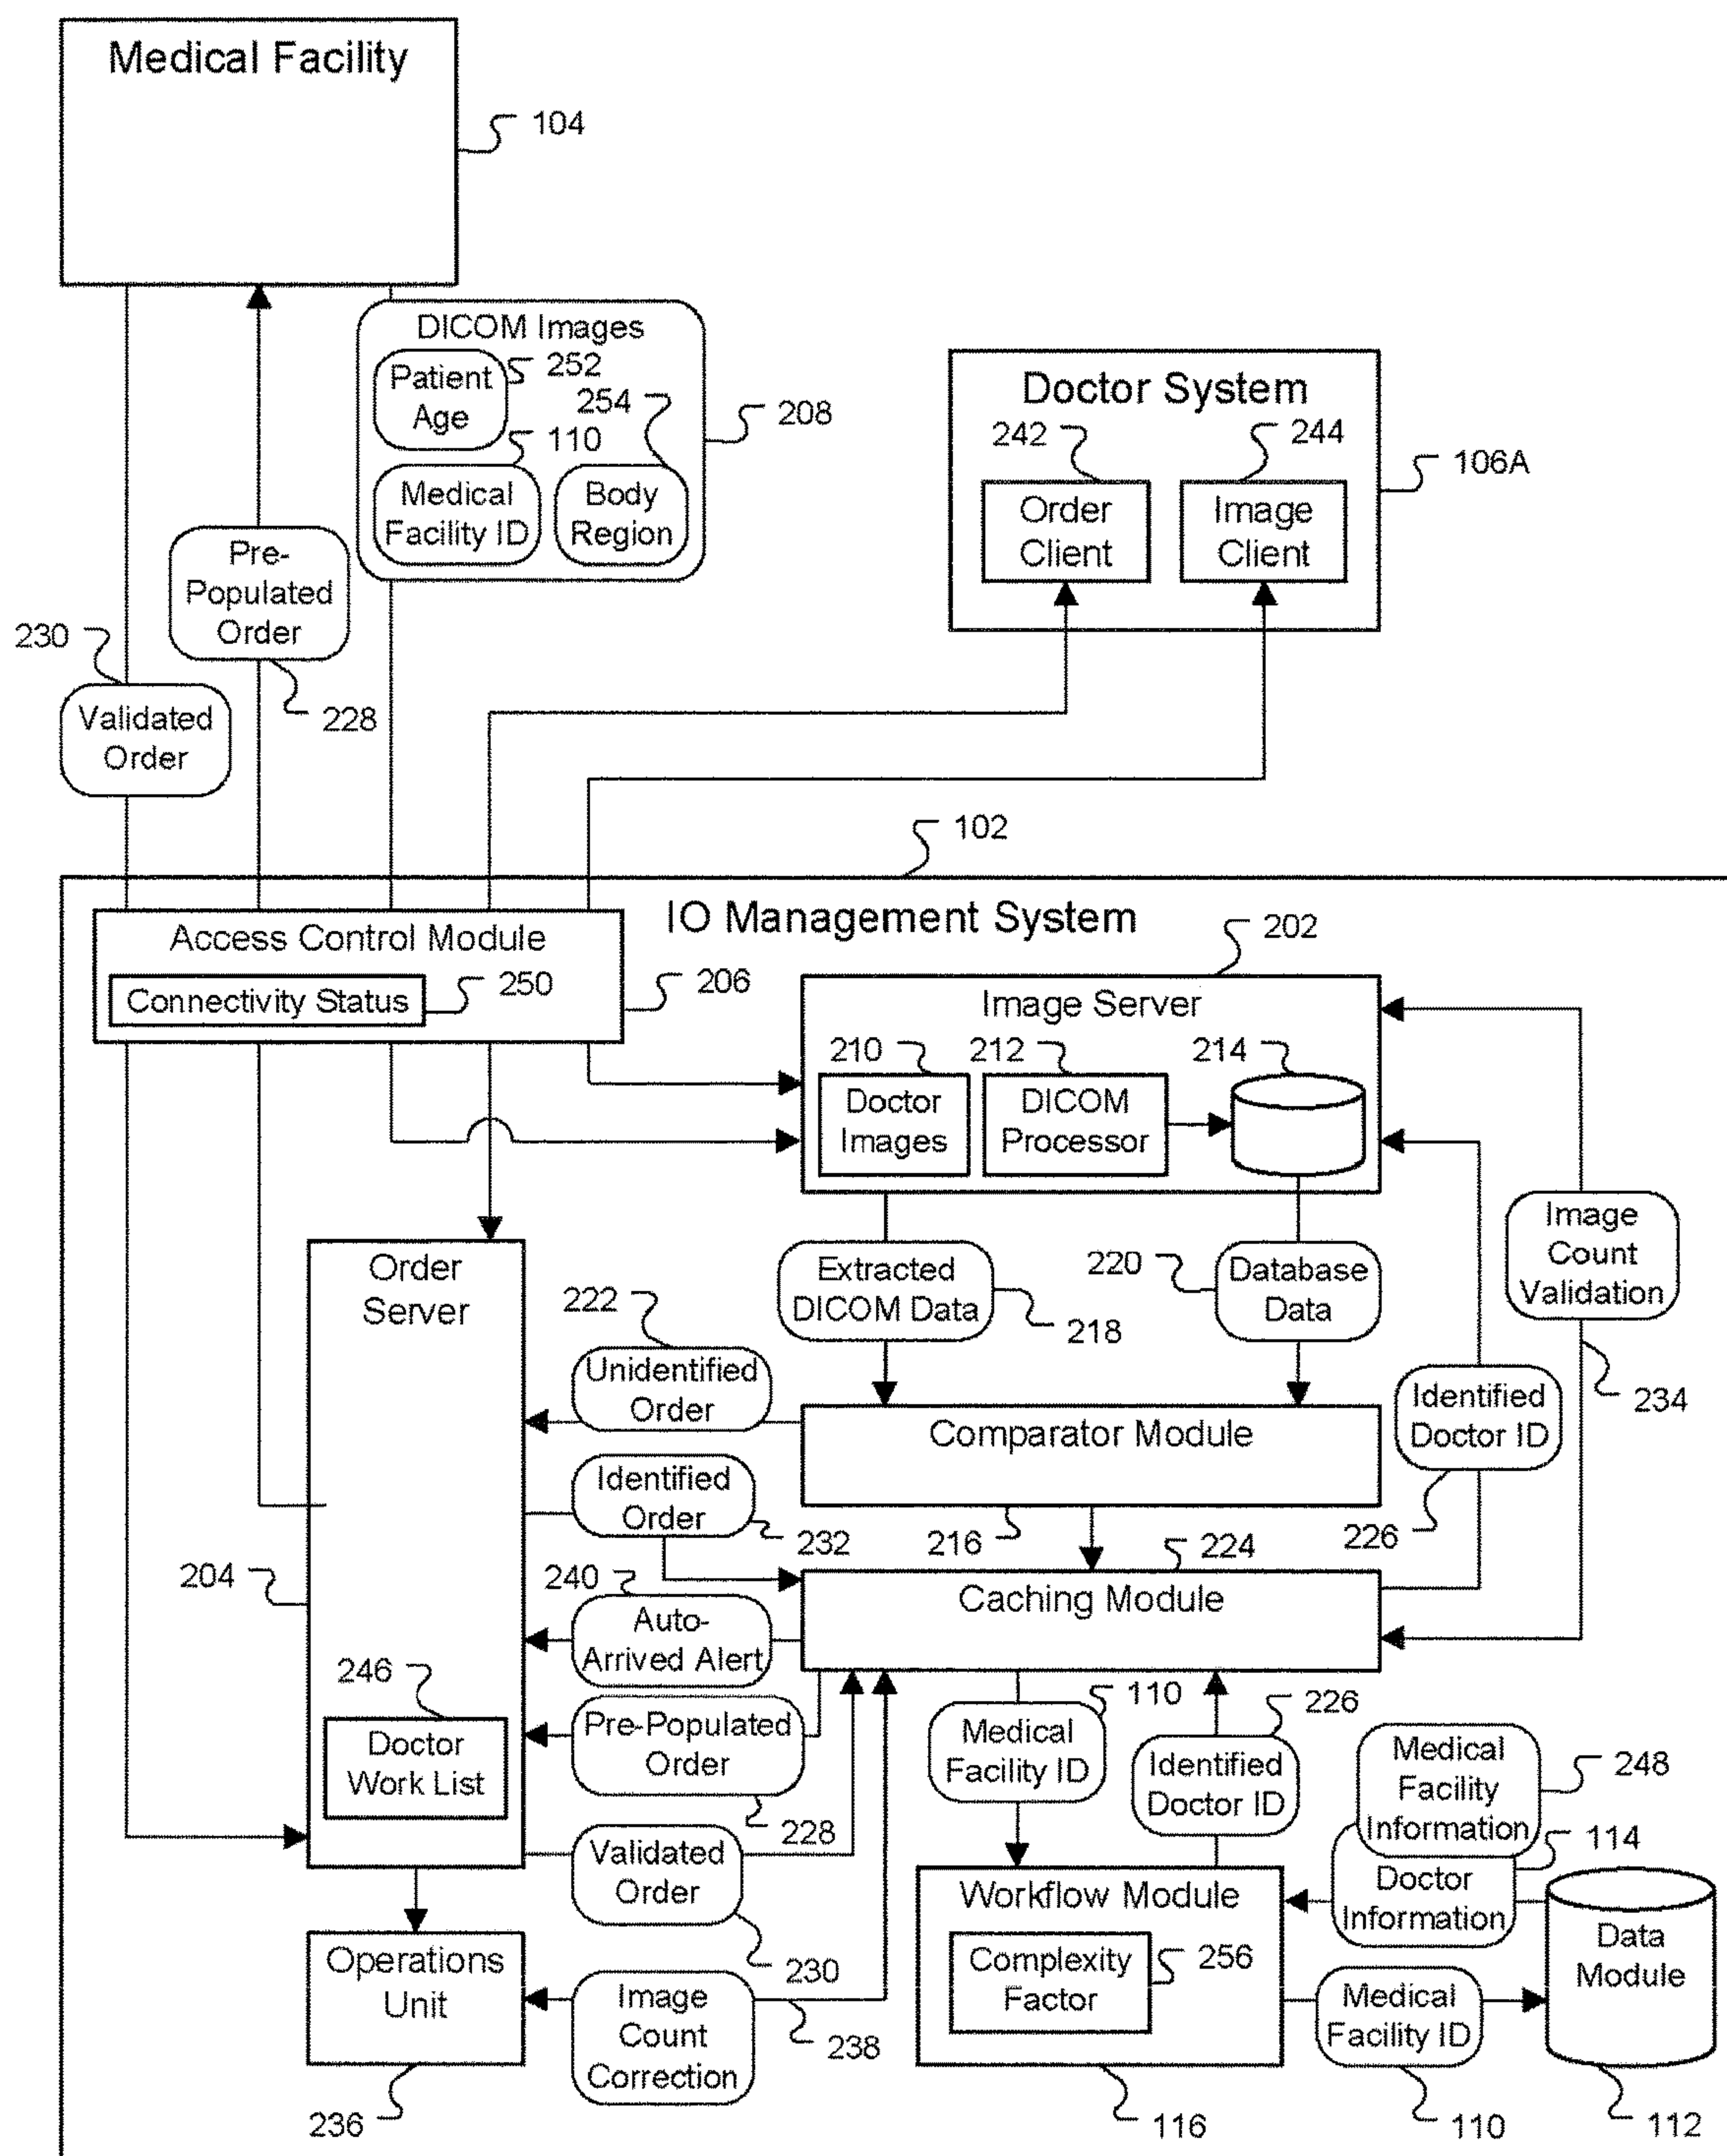 Medical Facility
104
DICOM Images
Patient
Age
252
254
208
110
Medical
Facility ID
Body
Region
Doctor System
242
244
106A
Order
Client
Image
Client
Pre-
Populated
Order
230
228
Validated
Order
102
IO Management System
Access Control Module
Connectivity Status
250
206
202
Image Server
210
212
214
Doctor
Images
DICOM
Processor
Image
Count
Validation
234
Order
Server
Extracted
DICOM Data
218
220
Database
Data
222
Unidentified
Order
Comparator Module
Identified
Doctor ID
226
Identified
Order
232
216
224
204
240
Caching Module
Auto-
Arrived Alert
246
Doctor
Work List
Pre-Populated
Order
228
110
226
Medical
Facility ID
Identified
Doctor ID
Medical
Facility
Information
248
114
Doctor
Information
Validated
Order
230
Workflow Module
Complexity
Factor
256
Data
Module
Operations
Unit
Image
Count
Correction
238
Medical
Facility ID
236
116
110
112